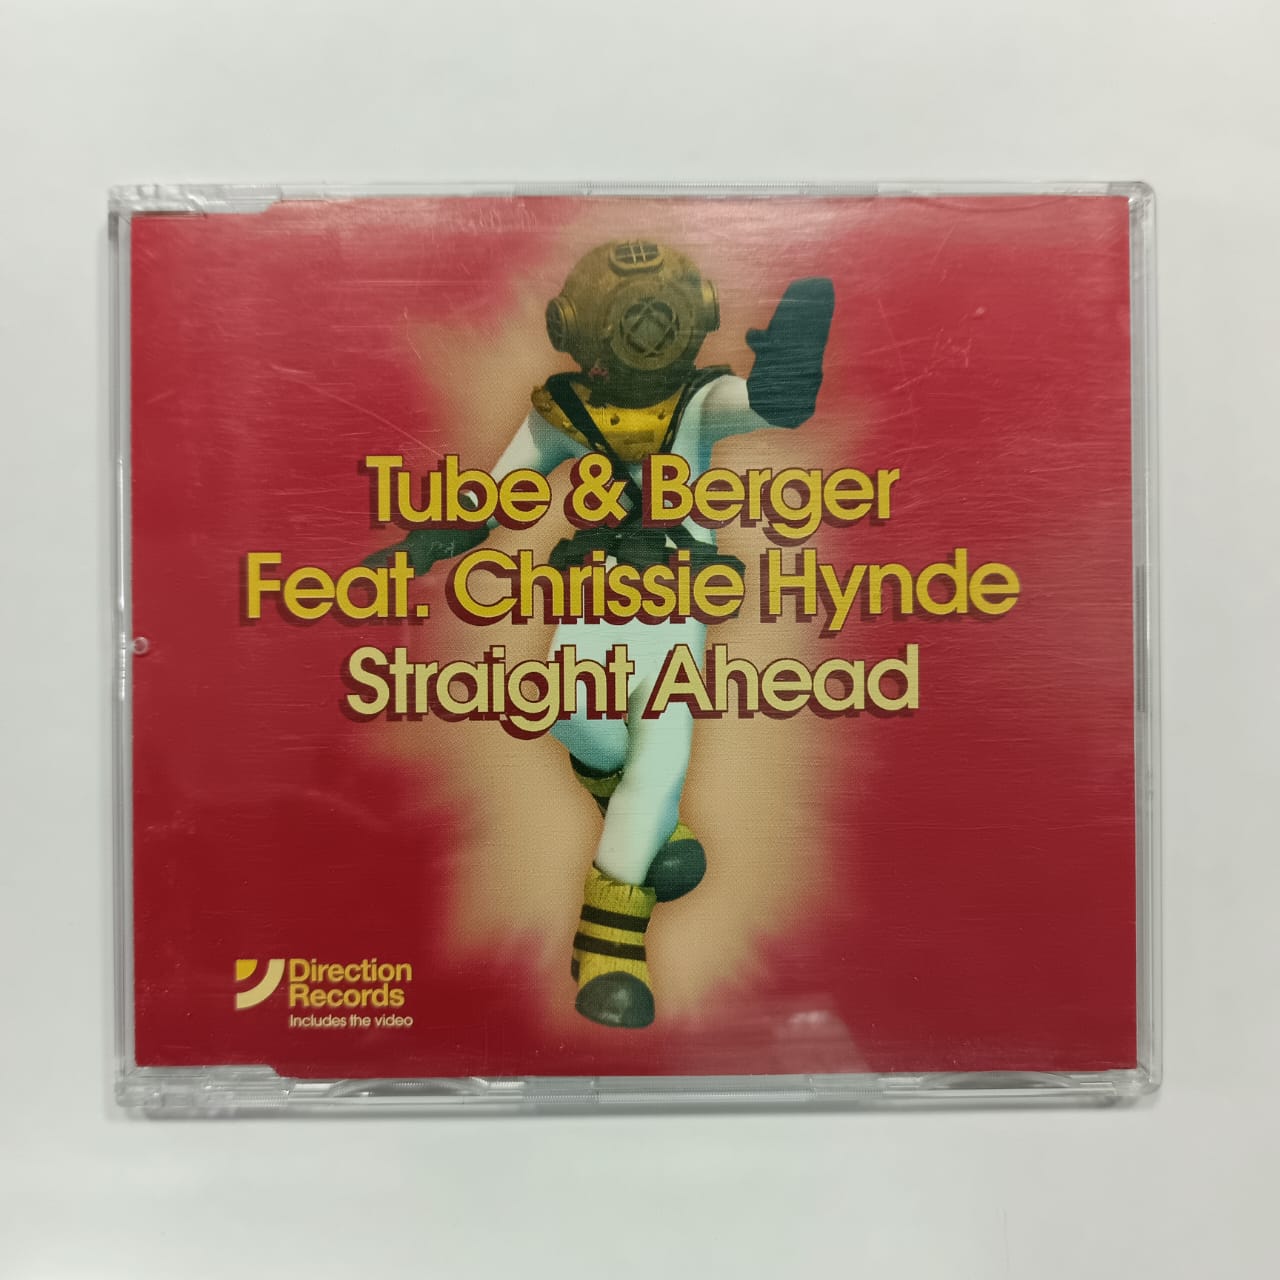 Tube & Berger
Feat. Chrissie Hynde
Straight Ahead
Direction
Records
Includes the video